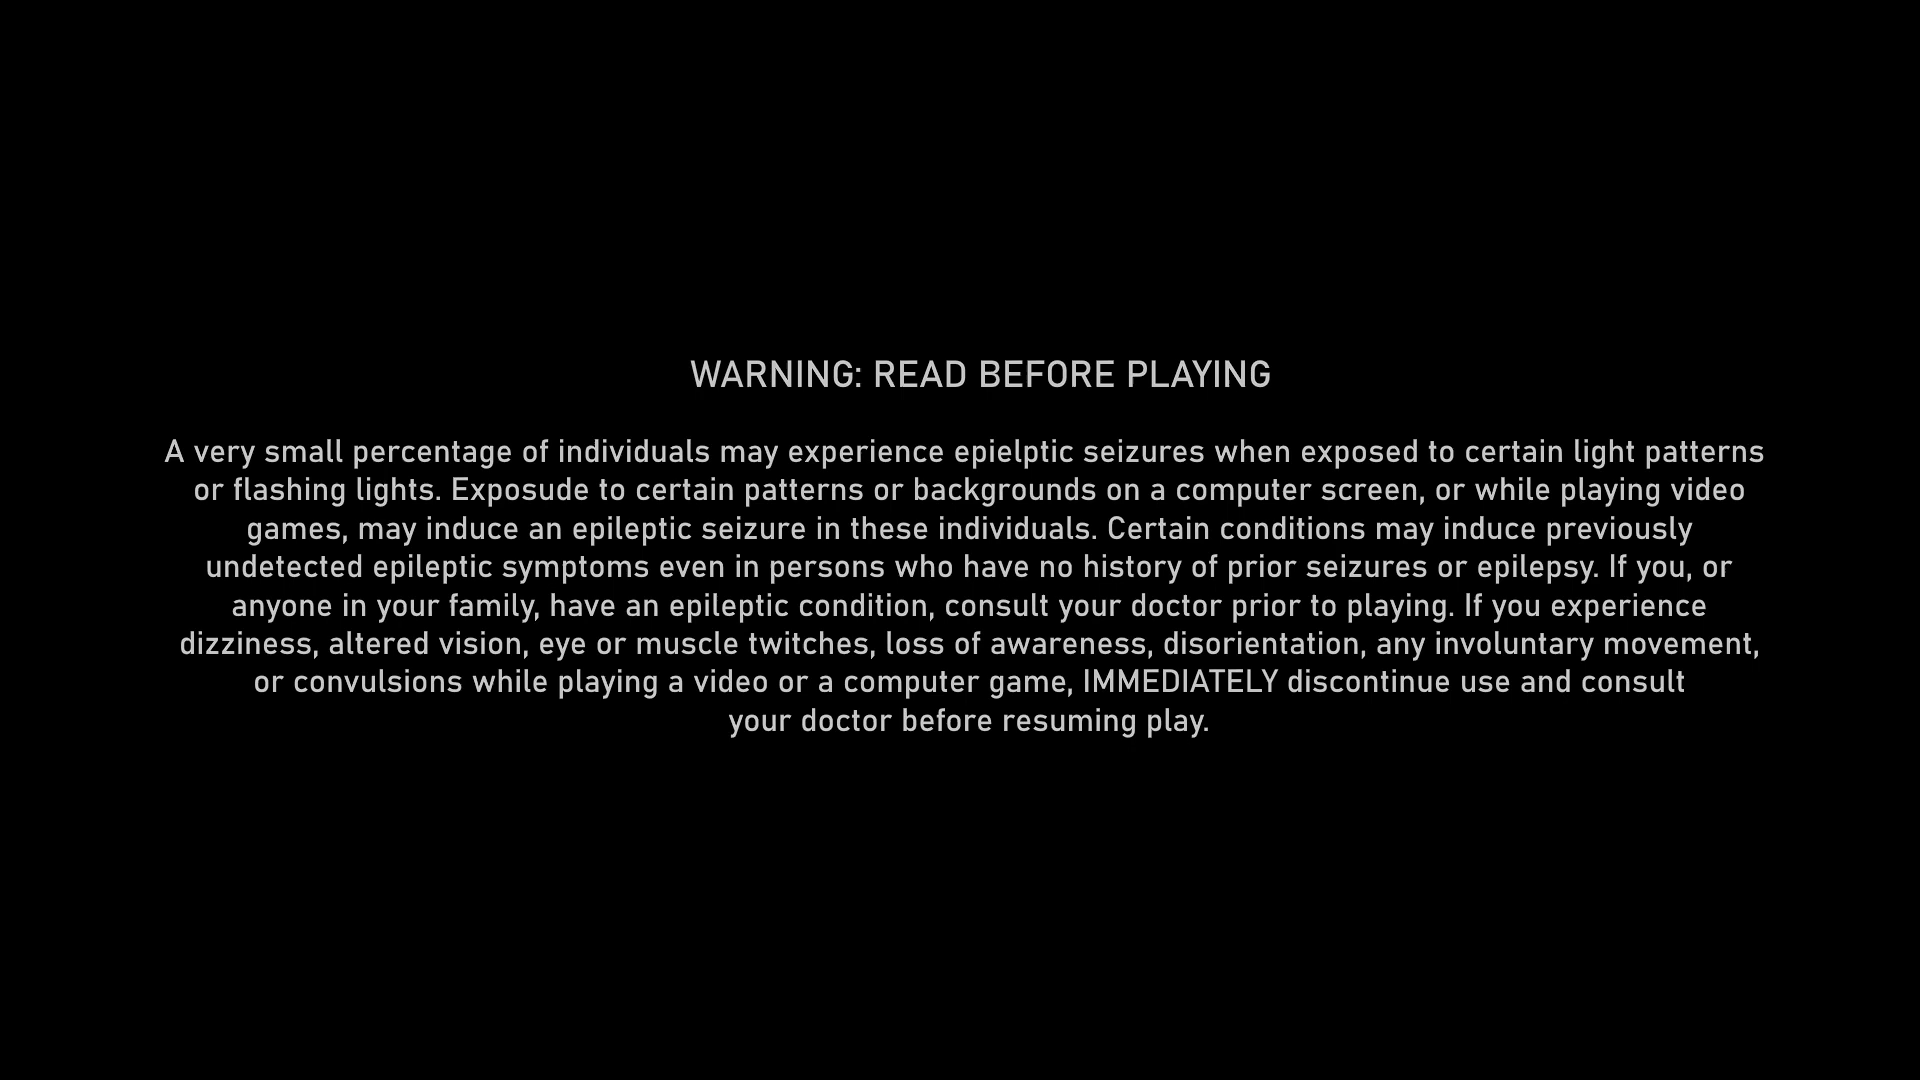 WARNING: READ BEFORE PLAYING
A very small percentage of individuals may experience epielptic seizures when exposed to certain light patterns
or flashing lights. Exposude to certain patterns or backgrounds on a computer screen, or while playing video
games, may induce an epileptic seizure in these individuals. Certain conditions may induce previously
undetected epileptic symptoms even in persons who have no history of prior seizures or epilepsy. If you, or
anyone in your family, have an epileptic condition, consult your doctor prior to playing. If you experience
dizziness, altered vision, eye or muscle twitches, loss of awareness, disorientation, any involuntary movement,
or convulsions while playing a video or a computer game, IMMEDIATELY discontinue use and consult
your doctor before resuming play.